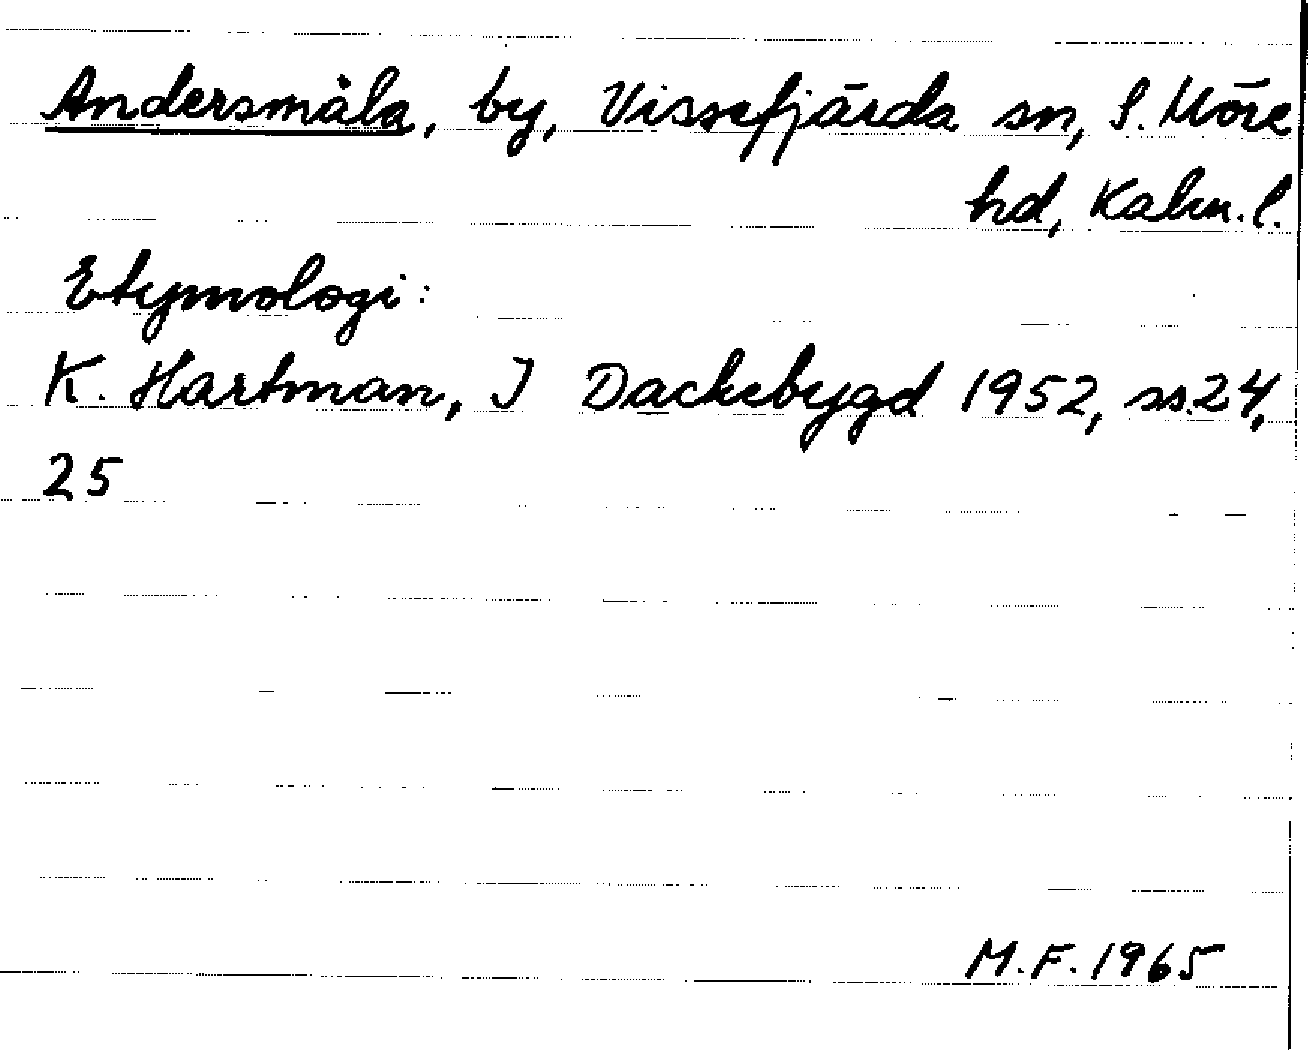 Andersmåla, by, Vissefjärda sn, S. Möre
hd, Kalm. l.
Etymologi:
K. Hartman, I Dackebygd 1952, ss. 24,
25
M.F. 1965